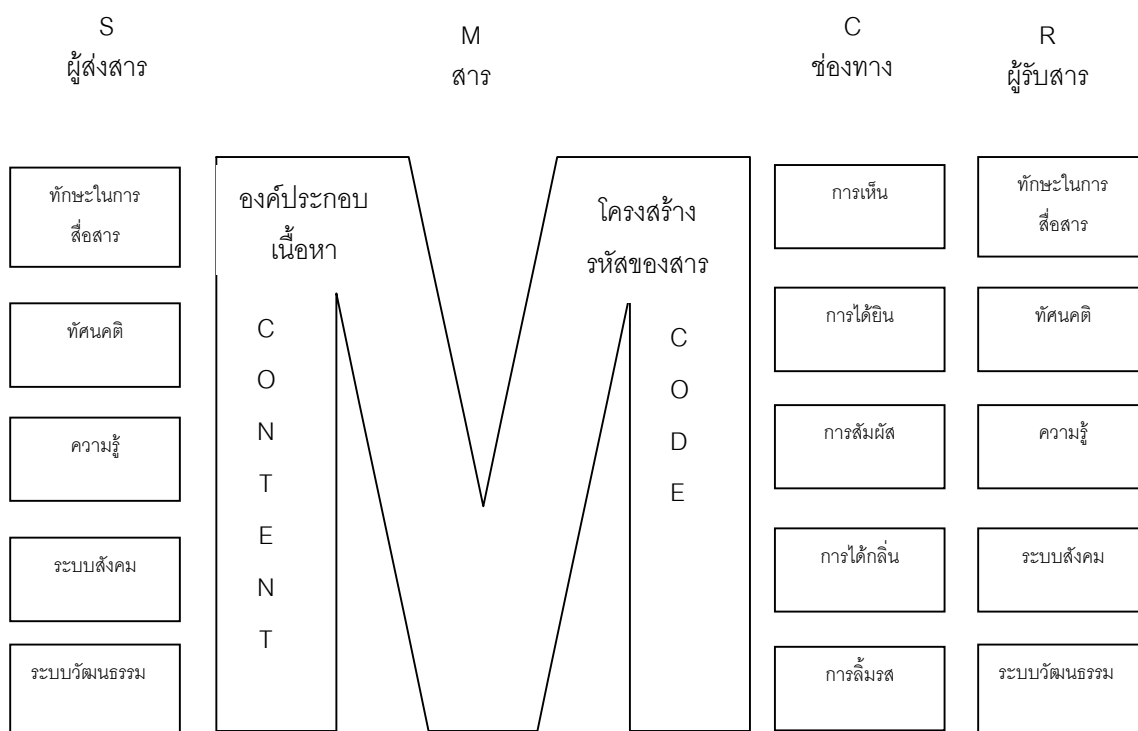 S
ผู้ส่งสาร
M
สาร
C
ช่องทาง
R
ผู้รับสาร
ทักษะในการ
สื่อสาร
ทัศนคติ
ความรู้
ระบบสังคม
ระบบวัฒนธรรม
องค์ประกอบ
เนื้อหา
C
O
N
T
E
N
T
โครงสร้าง
รหัสของสาร
C
O
D
E
การเห็น
การได้ยิน
การสัมผัส
การได้กลิ่น
การลิ้มรส
ทักษะในการ
สื่อสาร
ทัศนคติ
ความรู้
ระบบสังคม
ระบบวัฒนธรรม